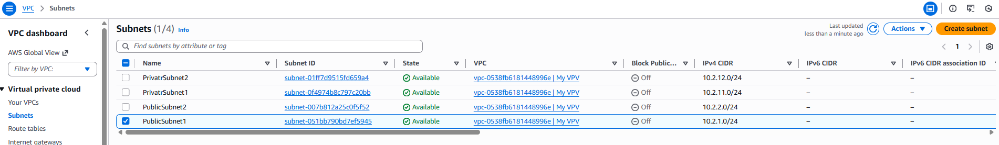 VPC > Subnets
VPC dashboard
AWS Global View
Filter by VPC:
Virtual private cloud
Your VPCs
Subnets
Route tables
Internet gateways
Subnets (1/4) Info
Last updated
less than a minute ago
Actions
Create subnet
Find subnets by attribute or tag
1
Name Subnet ID State VPC Block Public... IPv4 CIDR IPv6 CIDR IPv6 CIDR association ID
PrivatrSubnet2 subnet-01ff7d9515fd659a4 Available vpc-0538fb6181448996e | My VPV Off 10.2.12.0/24 – –
PrivatrSubnet1 subnet-0f4974b8c797c20bb Available vpc-0538fb6181448996e | My VPV Off 10.2.11.0/24 – –
PublicSubnet2 subnet-007b812a25c0f5f52 Available vpc-0538fb6181448996e | My VPV Off 10.2.2.0/24 – –
PublicSubnet1 subnet-051bb790bd7ef5945 Available vpc-0538fb6181448996e | My VPV Off 10.2.1.0/24 – –